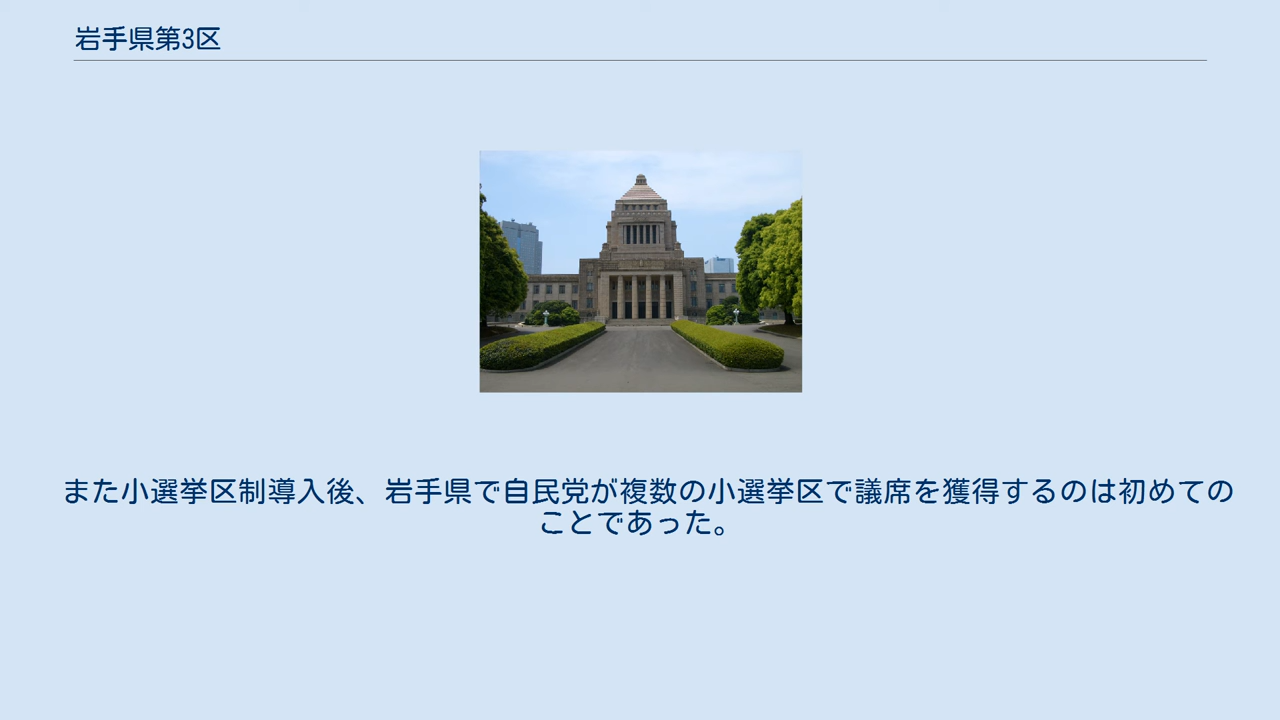 岩手県第3区
また小選挙区制導入後、岩手県で自民党が複数の小選挙区で議席を獲得するのは初めての
ことであった。